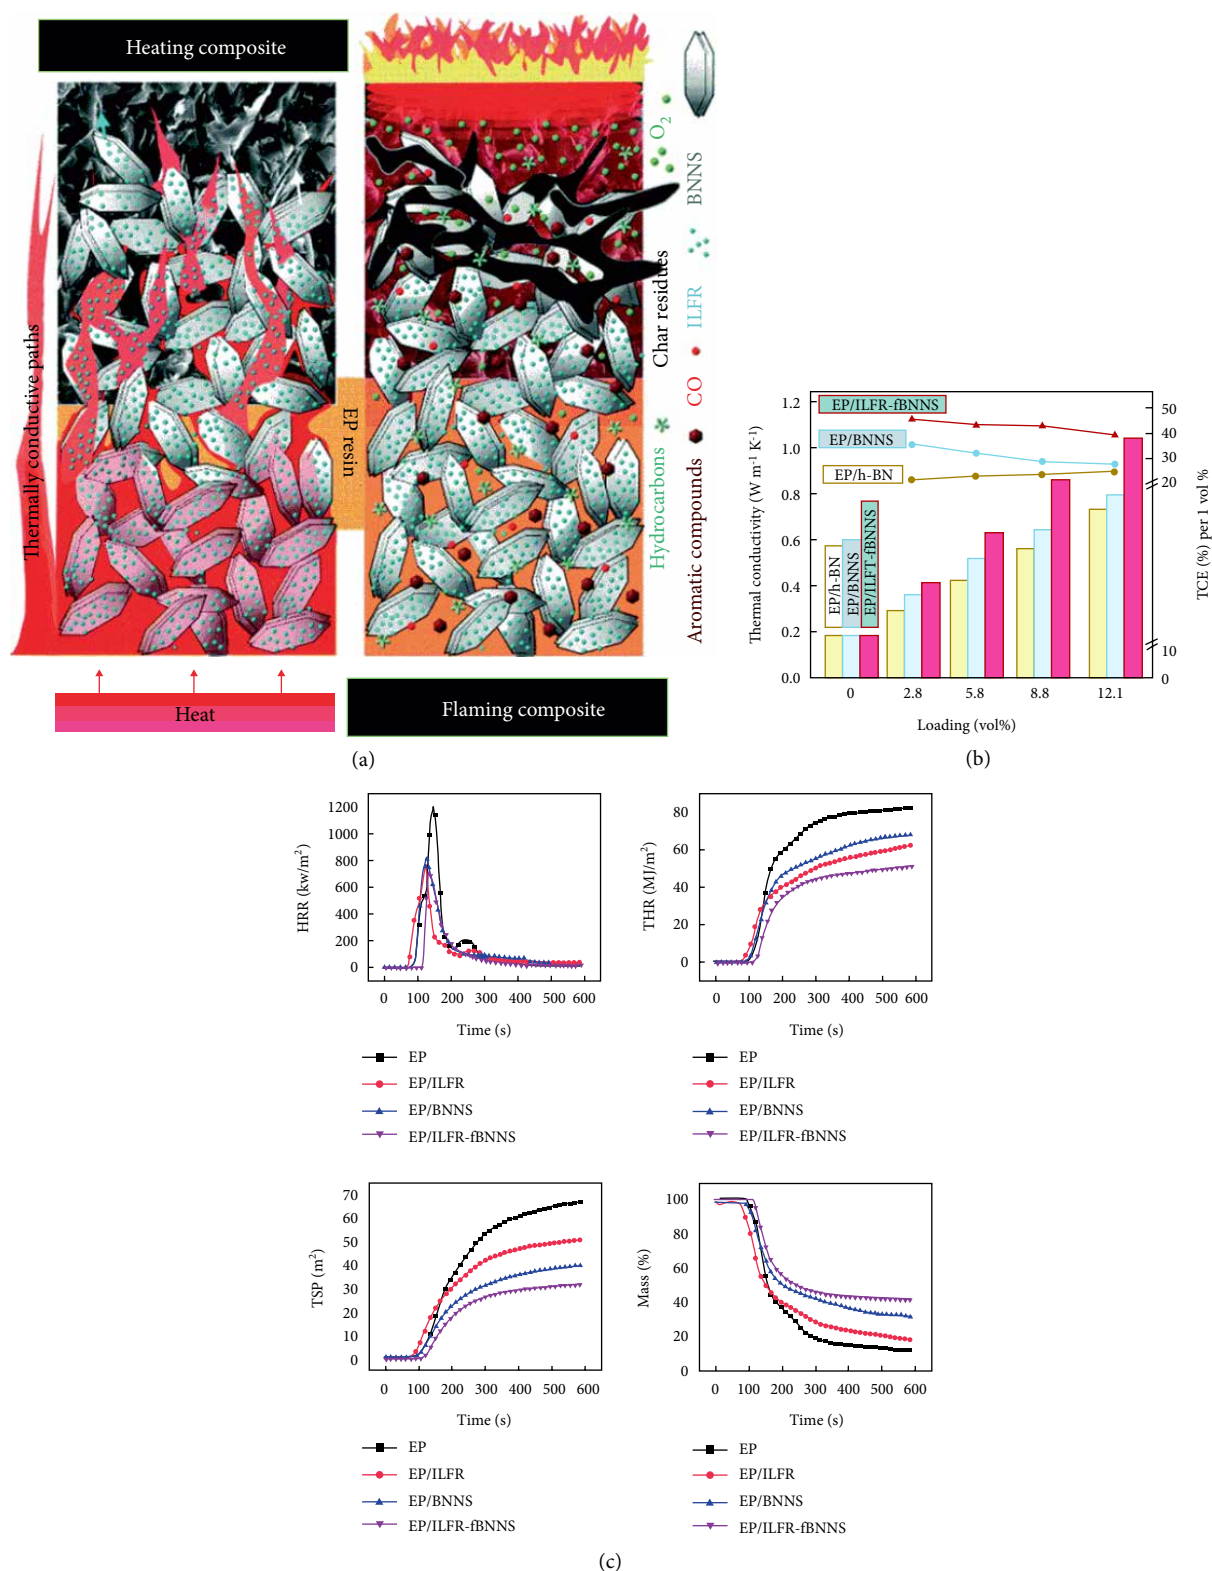 Heating composite
Thermally conductive paths
EP resin
Heat
Flaming composite
O2
BNNS
Char residues
ILFR
CO
Hydrocarbons
Aromatic compounds
(a)
Thermal conductivity (W m-1 K-1)
1.2
1.0
0.8
0.6
0.4
0.2
0.0
EP/ILFR-fBNNS
EP/BNNS
EP/h-BN
EP/h-BN
EP/BNNS
EP/ILFT-fBNNS
50
40
30
20
10
0
TCE (%) per 1 vol %
0 2.8 5.8 8.8 12.1
Loading (vol%)
(b)
HRR (kw/m2)
1200
1000
800
600
400
200
0
0 100 200 300 400 500 600
Time (s)
EP
EP/ILFR
EP/BNNS
EP/ILFR-fBNNS
THR (MJ/m2)
80
60
40
20
0
0 100 200 300 400 500 600
Time (s)
EP
EP/ILFR
EP/BNNS
EP/ILFR-fBNNS
TSP (m2)
70
60
50
40
30
20
10
0
0 100 200 300 400 500 600
Time (s)
EP
EP/ILFR
EP/BNNS
EP/ILFR-fBNNS
Mass (%)
100
80
60
40
20
0
0 100 200 300 400 500 600
Time (s)
EP
EP/ILFR
EP/BNNS
EP/ILFR-fBNNS
(c)